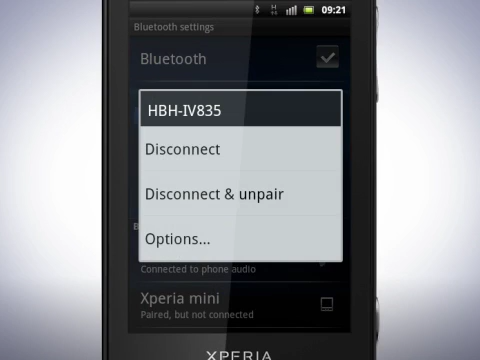 H
09:21
Bluetooth settings
Bluetooth
HBH-IV835
Disconnect
Disconnect & unpair
Options...
Connected to phone audio
Xperia mini
Paired, but not connected
XPERIA